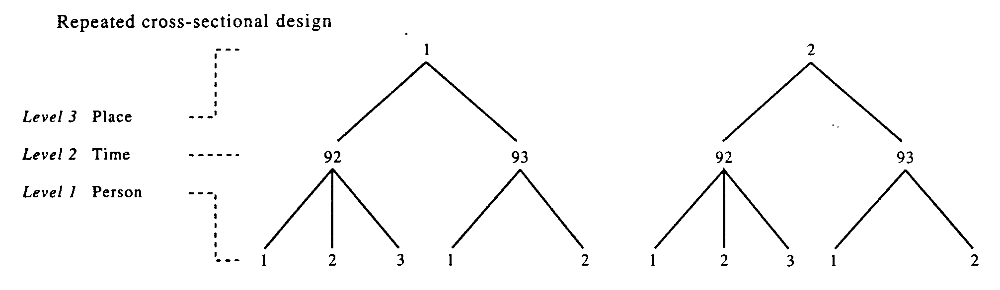 Repeated cross-sectional design
1 2
Level 3 Place
Level 2 Time 92 93 92 93
Level 1 Person
1 2 3 1 2 1 2 3 1 2